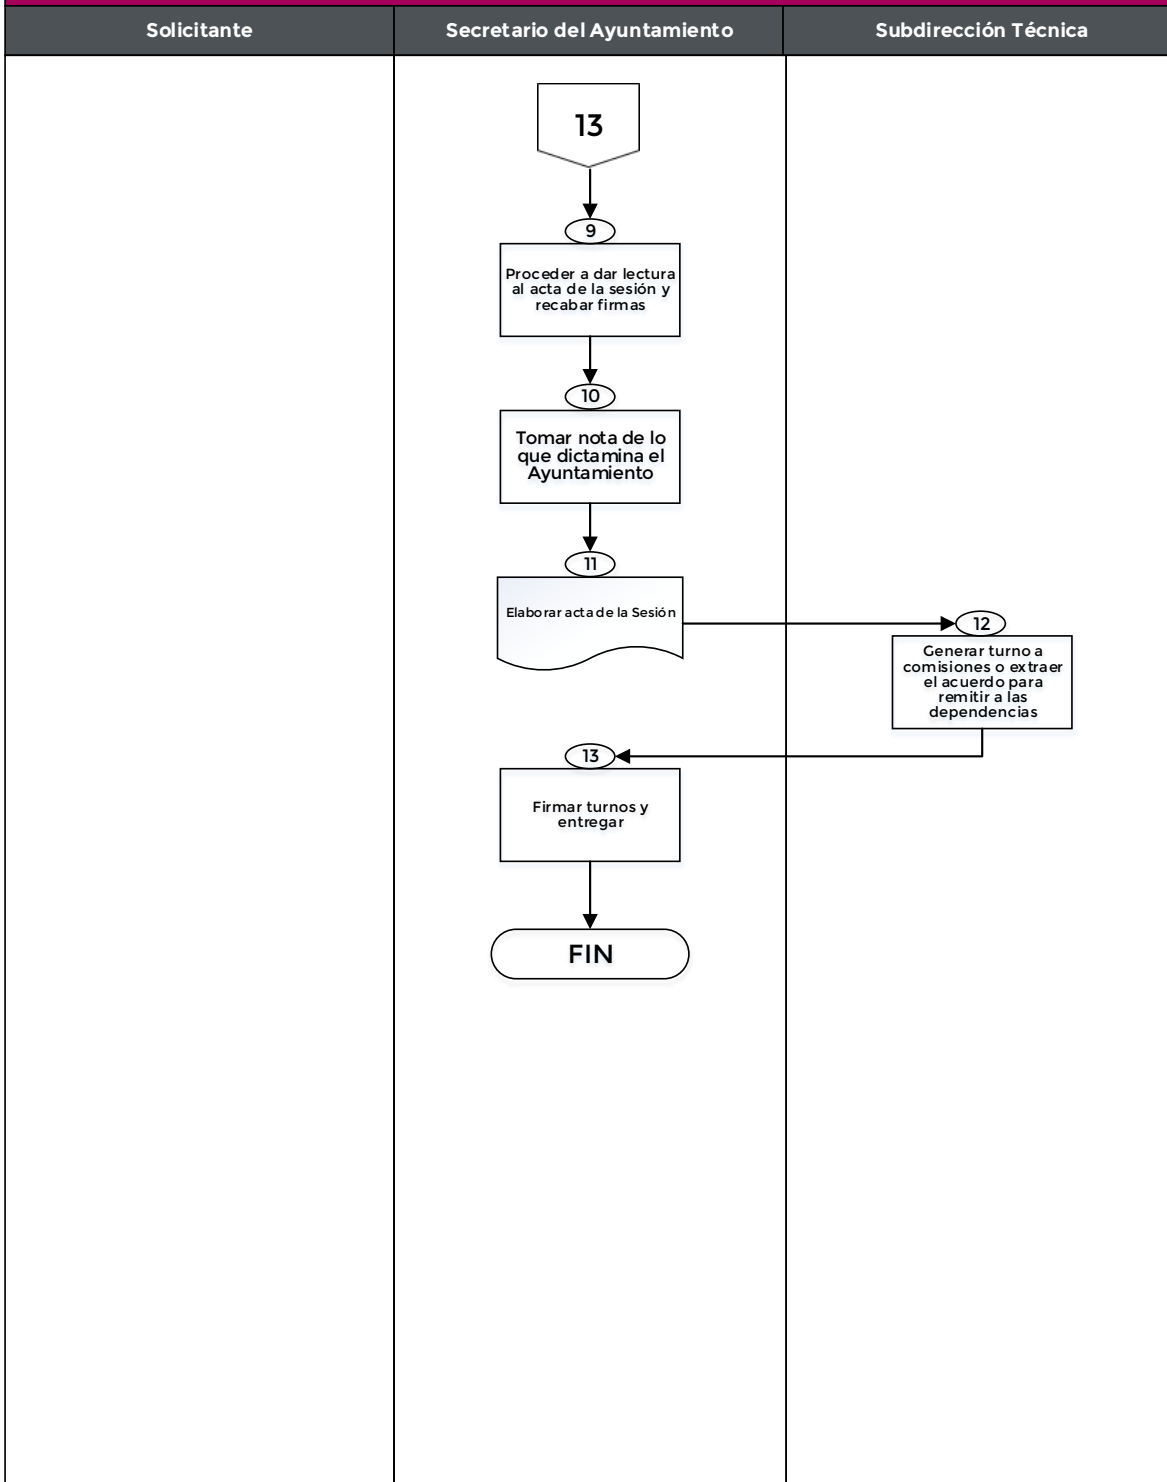 Solicitante
Secretario del Ayuntamiento
Subdirección Técnica
13
9
Proceder a dar lectura
al acta de la sesión y
recabar firmas
10
Tomar nota de lo
que dictamina el
Ayuntamiento
11
Elaborar acta de la Sesión
12
Generar turno a
comisiones o extraer
el acuerdo para
remitir a las
dependencias
13
Firmar turnos y
entregar
FIN